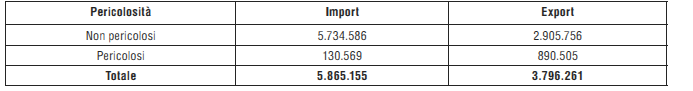 Pericolosità Import Export
Non pericolosi 5.734.586 2.905.756
Pericolosi 130.569 890.505
Totale 5.865.155 3.796.261